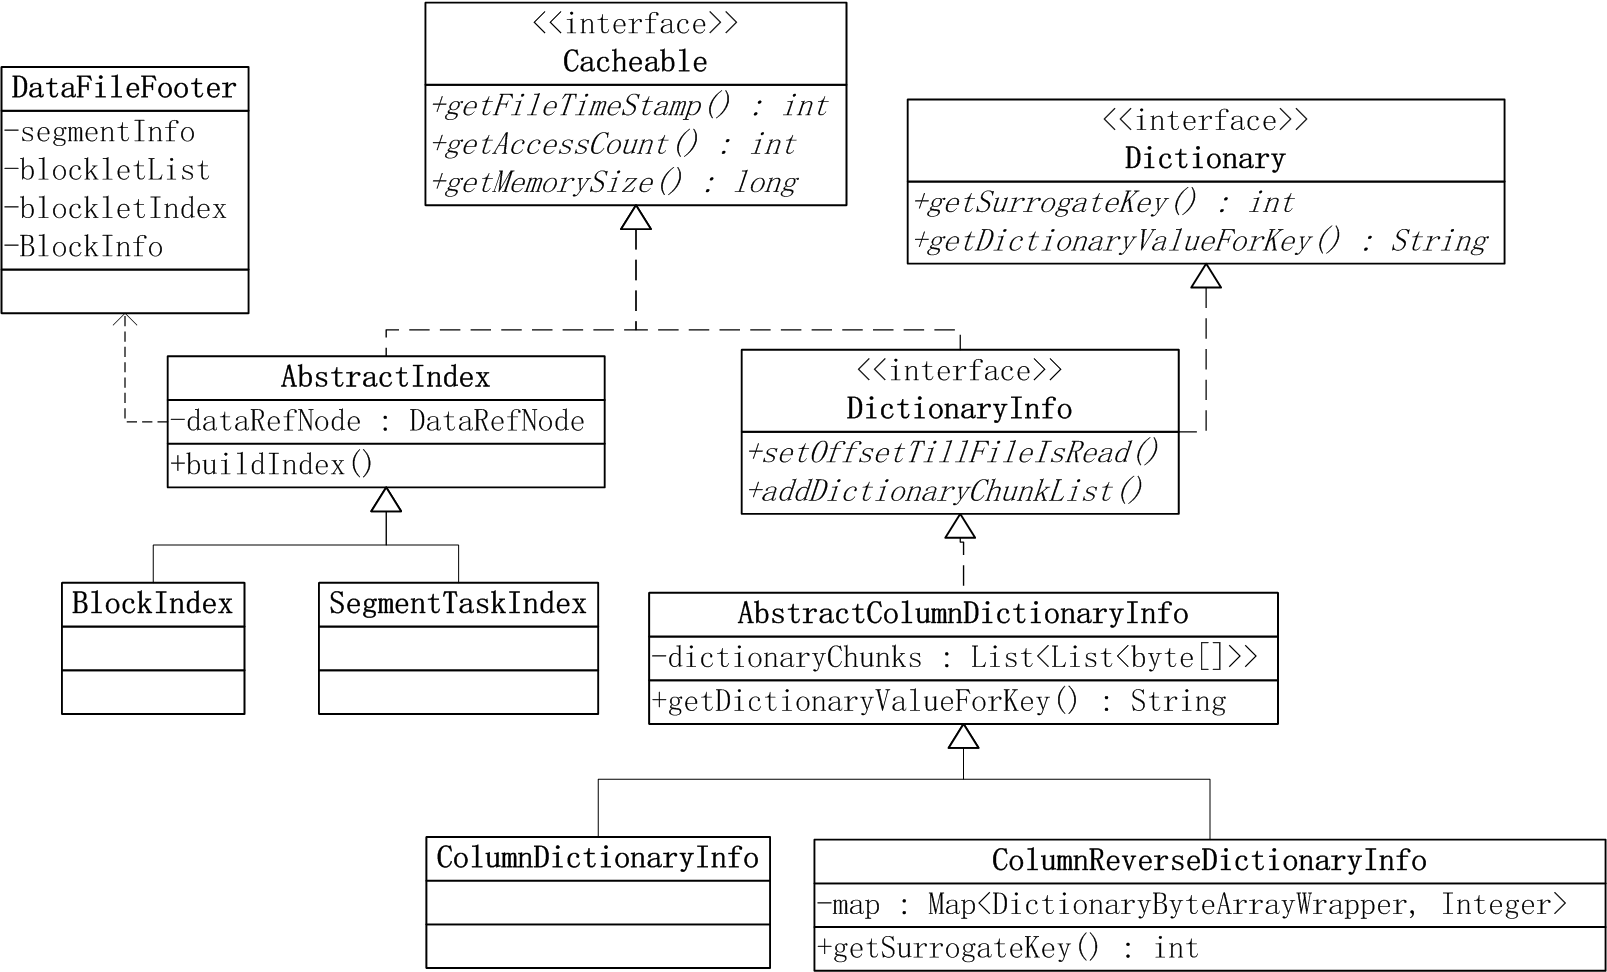 <<interface>>
Cacheable
+getFileTimeStamp() : int
+getAccessCount() : int
+getMemorySize() : long
DataFileFooter
-segmentInfo
-blockletList
-blockletIndex
-BlockInfo
<<interface>>
Dictionary
+getSurrogateKey() : int
+getDictionaryValueForKey() : String
AbstractIndex
-dataRefNode : DataRefNode
+buildIndex()
<<interface>>
DictionaryInfo
+setOffsetTillFileIsRead()
+addDictionaryChunkList()
BlockIndex
SegmentTaskIndex
AbstractColumnDictionaryInfo
-dictionaryChunks : List<List<byte[]>>
+getDictionaryValueForKey() : String
ColumnDictionaryInfo
ColumnReverseDictionaryInfo
-map : Map<DictionaryByteArrayWrapper, Integer>
+getSurrogateKey() : int